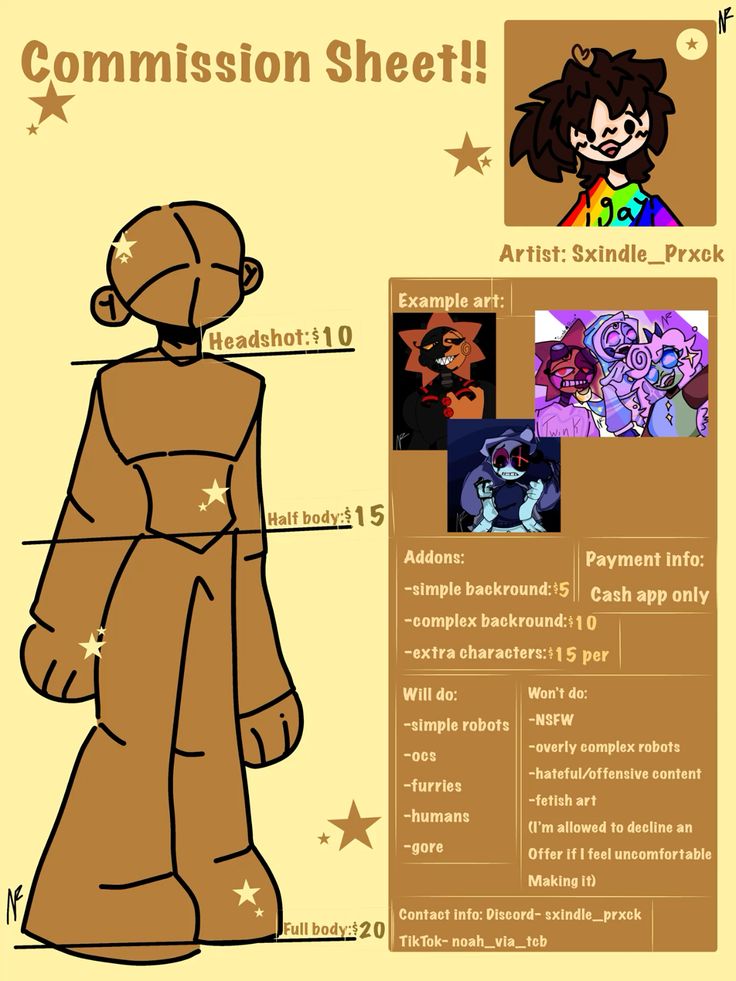 Commission Sheet!!
gay
Artist: Sxindle_Prxck
Example art:
Twink
Headshot:$10
Half body:$15
Full body:$20
Addons:
-simple backround:$5
-complex backround:$10
-extra characters:$15 per
Payment info:
Cash app only
Will do:
-simple robots
-ocs
-furries
-humans
-gore
Won't do:
-NSFW
-overly complex robots
-hateful/offensive content
-fetish art
(I'm allowed to decline an
Offer if I feel uncomfortable
Making it)
Contact info: Discord- sxindle_prxck
TikTok- noah_via_tcb